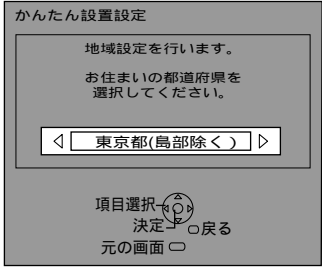 かんたん設置設定
地域設定を行います。
お住まいの都道府県を
選択してください。
東京都(島部除く)
項目選択
決定
戻る
元の画面